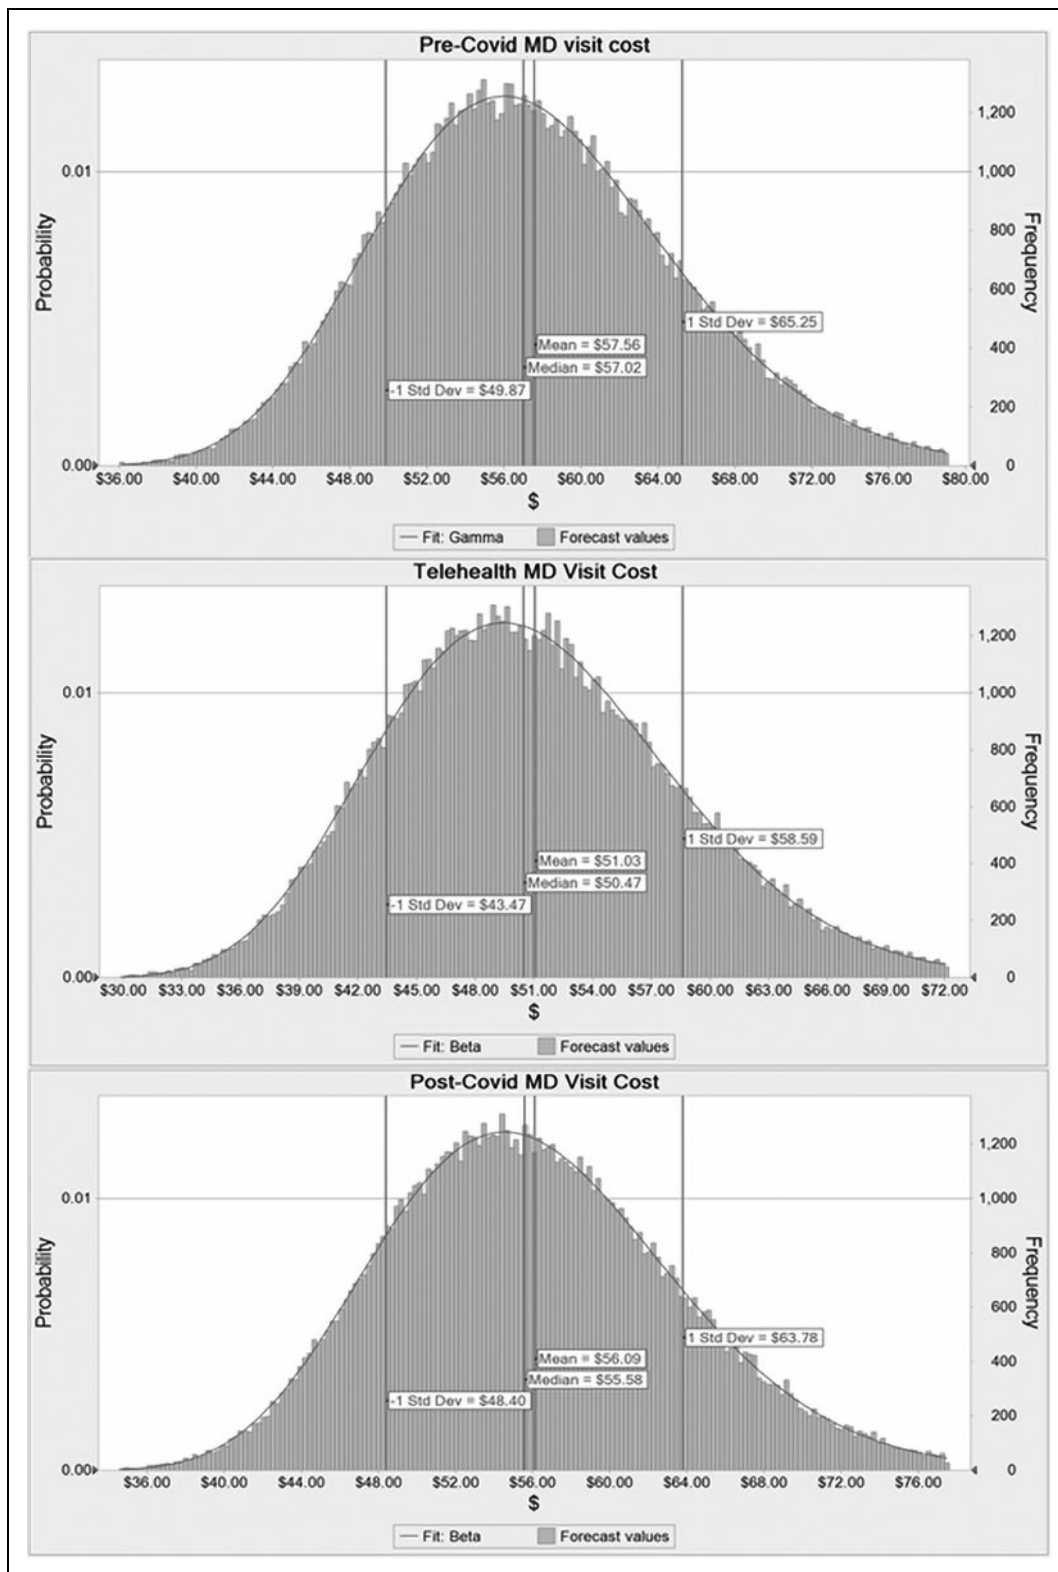 Pre-Covid MD visit cost
Probability
0.01
0.00
1,200
1,000
800
600
400
200
0
Frequency
1 Std Dev = $65.25
Mean = $57.56
Median = $57.02
-1 Std Dev = $49.87
$36.00 $40.00 $44.00 $48.00 $52.00 $56.00 $60.00 $64.00 $68.00 $72.00 $76.00 $80.00
$
Fit: Gamma Forecast values
Telehealth MD Visit Cost
Probability
0.01
0.00
1,200
1,000
800
600
400
200
0
Frequency
1 Std Dev = $58.59
Mean = $51.03
Median = $50.47
-1 Std Dev = $43.47
$30.00 $33.00 $36.00 $39.00 $42.00 $45.00 $48.00 $51.00 $54.00 $57.00 $60.00 $63.00 $66.00 $69.00 $72.00
$
Fit: Beta Forecast values
Post-Covid MD Visit Cost
Probability
0.01
0.00
1,200
1,000
800
600
400
200
0
Frequency
1 Std Dev = $63.78
Mean = $56.09
Median = $55.58
-1 Std Dev = $48.40
$36.00 $40.00 $44.00 $48.00 $52.00 $56.00 $60.00 $64.00 $68.00 $72.00 $76.00
$
Fit: Beta Forecast values